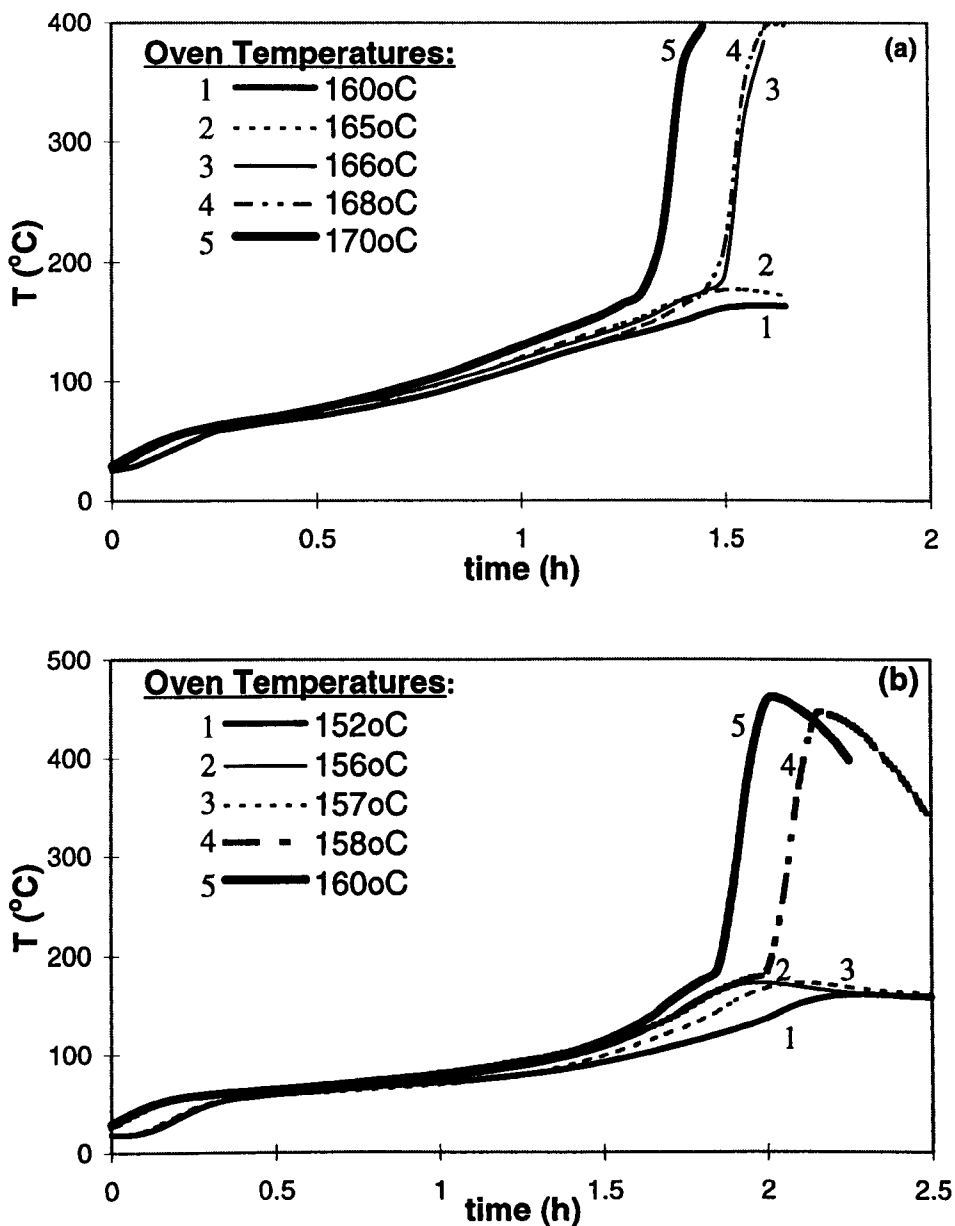 400
300
200
100
0
T (°C)
Oven Temperatures:
1 160oC
2 165oC
3 166oC
4 168oC
5 170oC
5
4
3
2
1
(a)
0 0.5 1 1.5 2
time (h)
500
400
300
200
100
0
T (°C)
Oven Temperatures:
1 152oC
2 156oC
3 157oC
4 158oC
5 160oC
5
4
2
3
1
(b)
0 0.5 1 1.5 2 2.5
time (h)